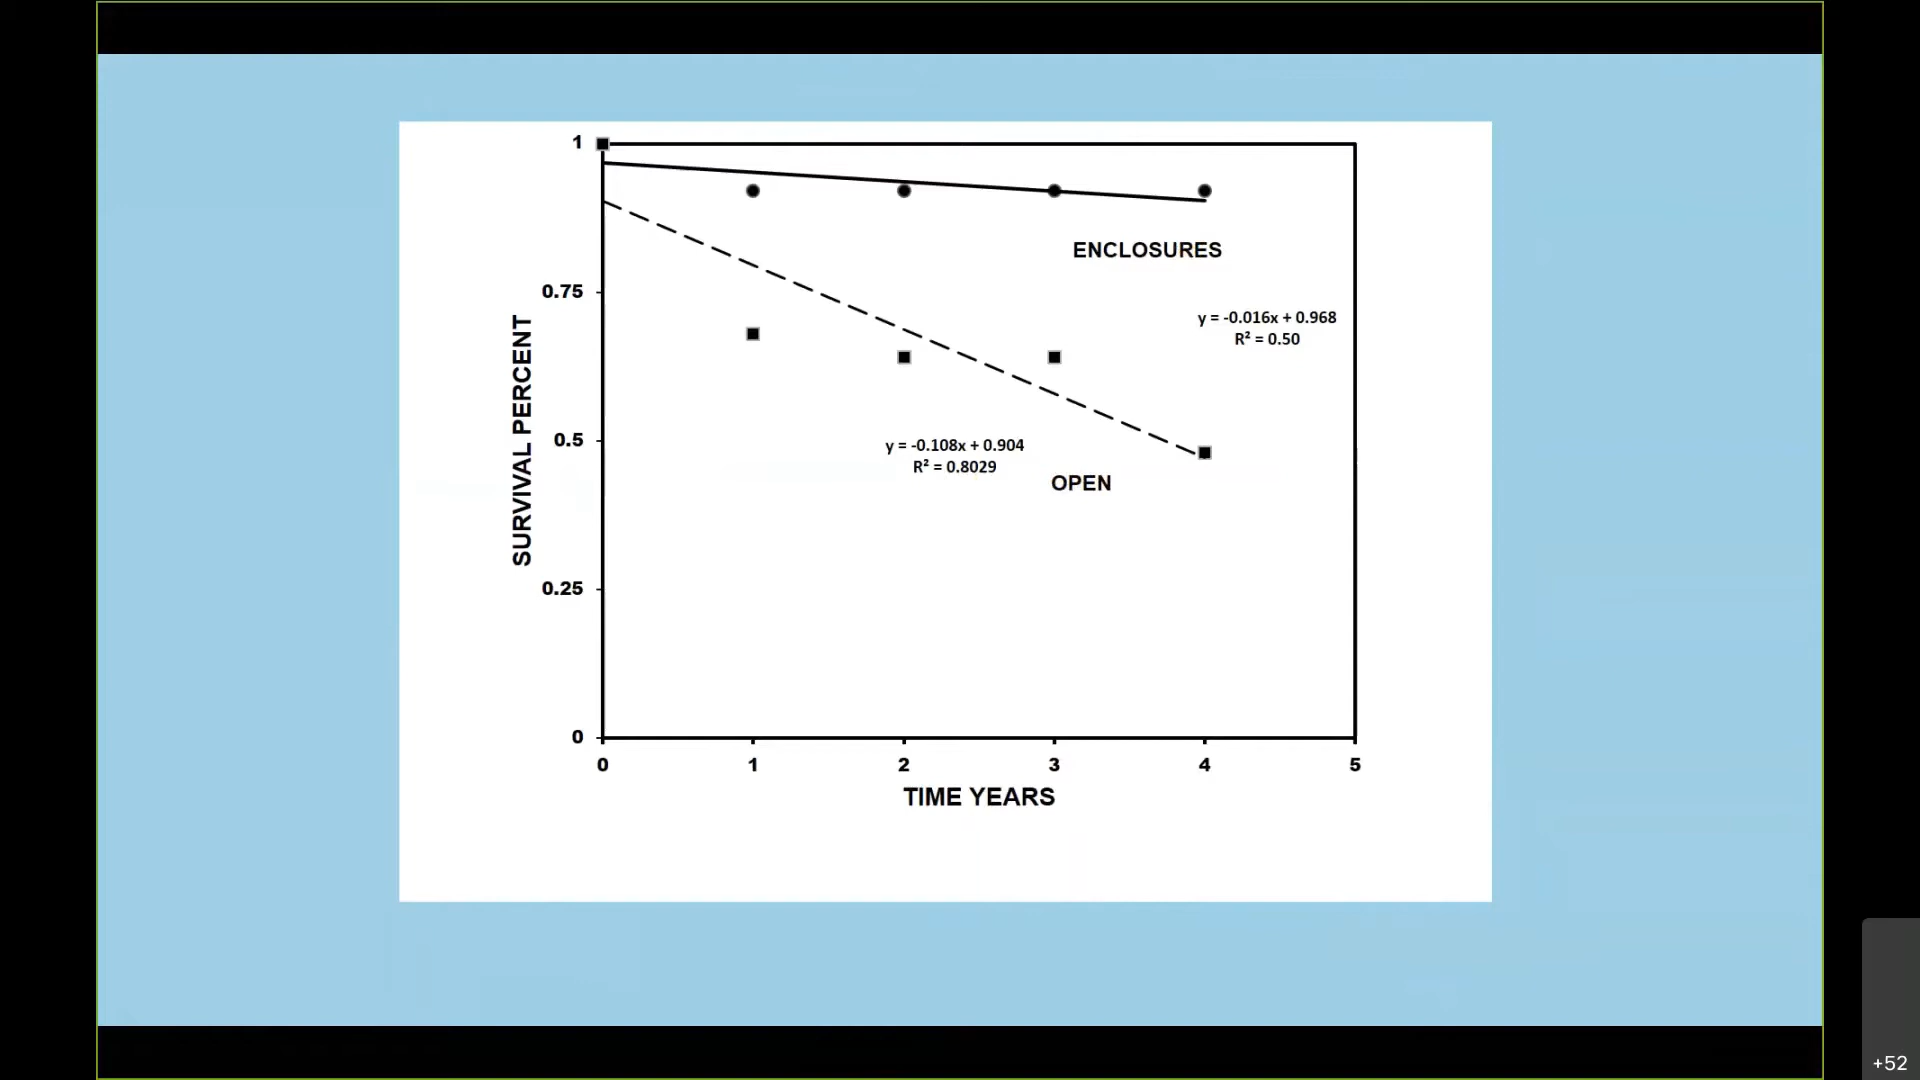 1
ENCLOSURES
0.75
y = -0.016x + 0.968
R² = 0.50
SURVIVAL PERCENT
0.5
y = -0.108x + 0.904
R² = 0.8029
OPEN
0.25
0
0 1 2 3 4 5
TIME YEARS
+52